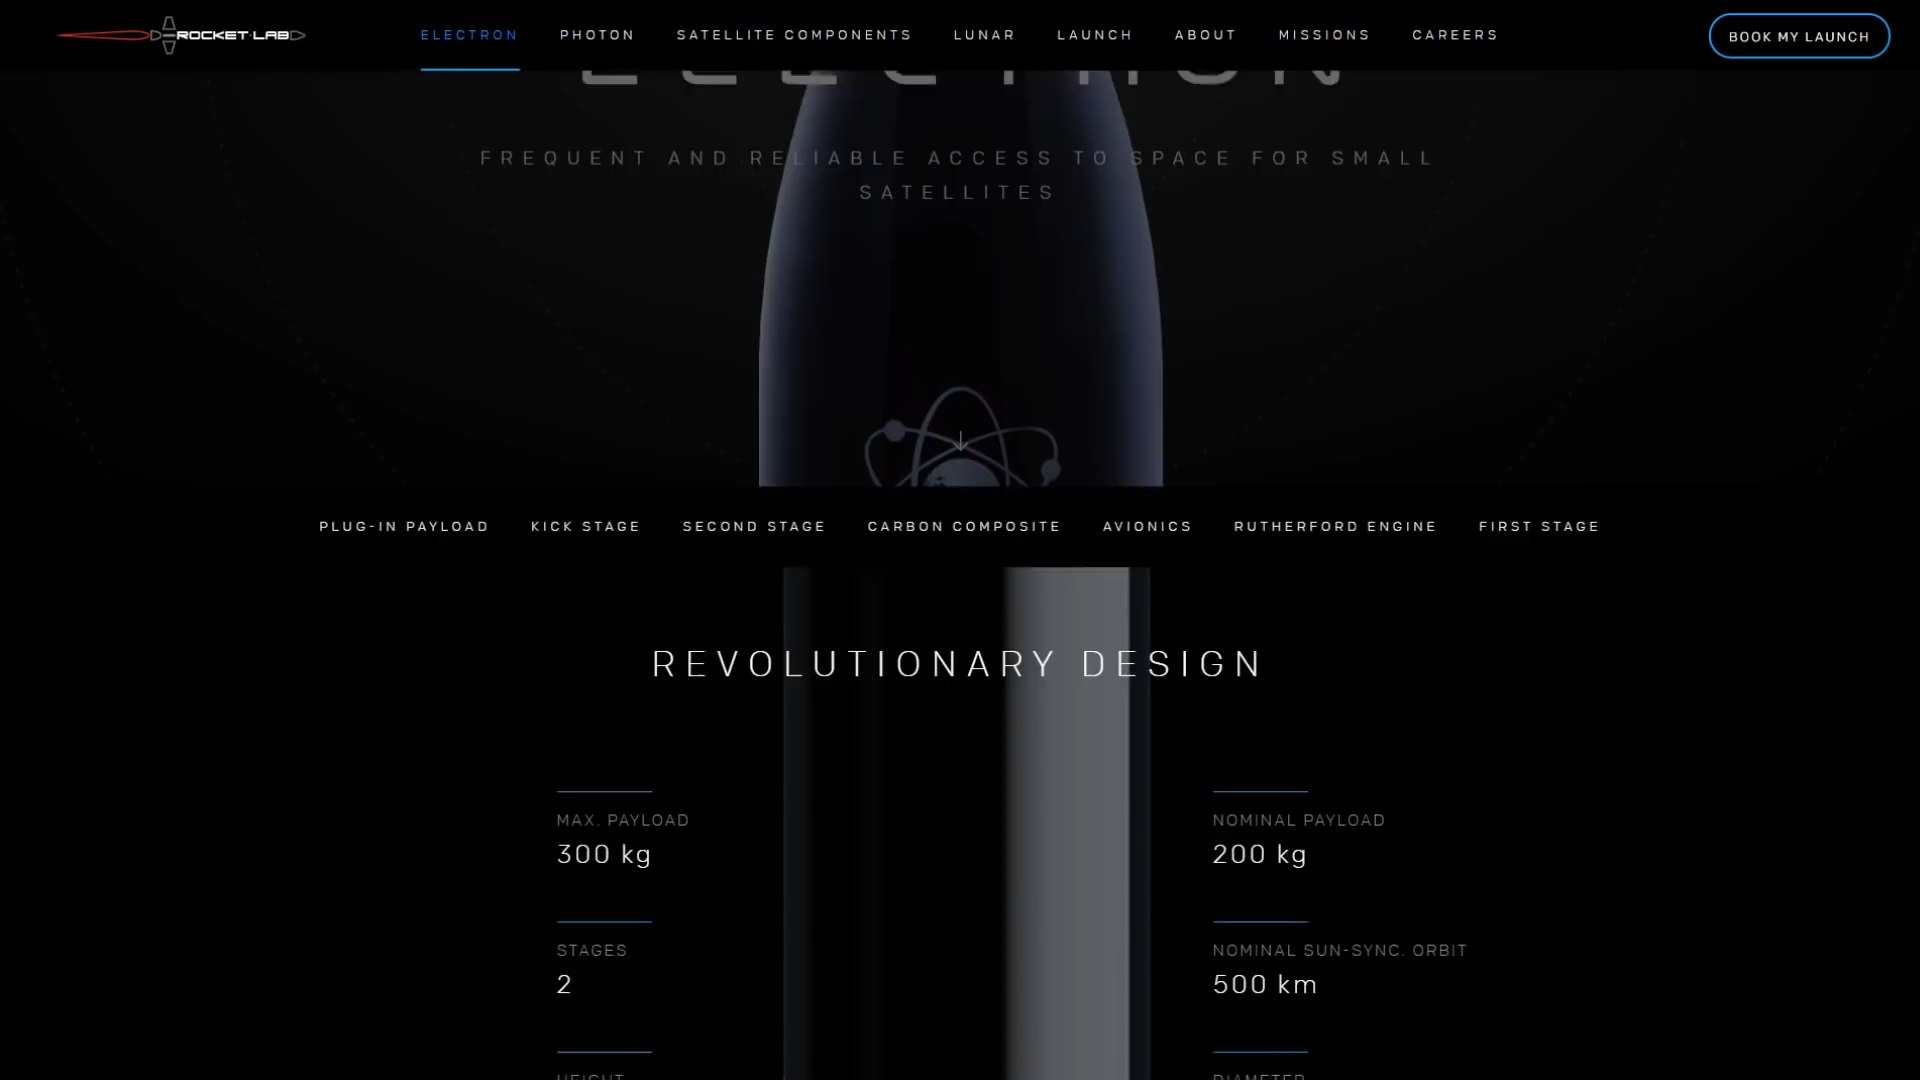 ROCKET LAB
ELECTRON PHOTON SATELLITE COMPONENTS LUNAR LAUNCH ABOUT MISSIONS CAREERS
BOOK MY LAUNCH
ELECTRON
FREQUENT AND RELIABLE ACCESS TO SPACE FOR SMALL
SATELLITES
PLUG-IN PAYLOAD KICK STAGE SECOND STAGE CARBON COMPOSITE AVIONICS RUTHERFORD ENGINE FIRST STAGE
REVOLUTIONARY DESIGN
MAX. PAYLOAD
300 kg
NOMINAL PAYLOAD
200 kg
STAGES
2
NOMINAL SUN-SYNC. ORBIT
500 km
HEIGHT
DIAMETER